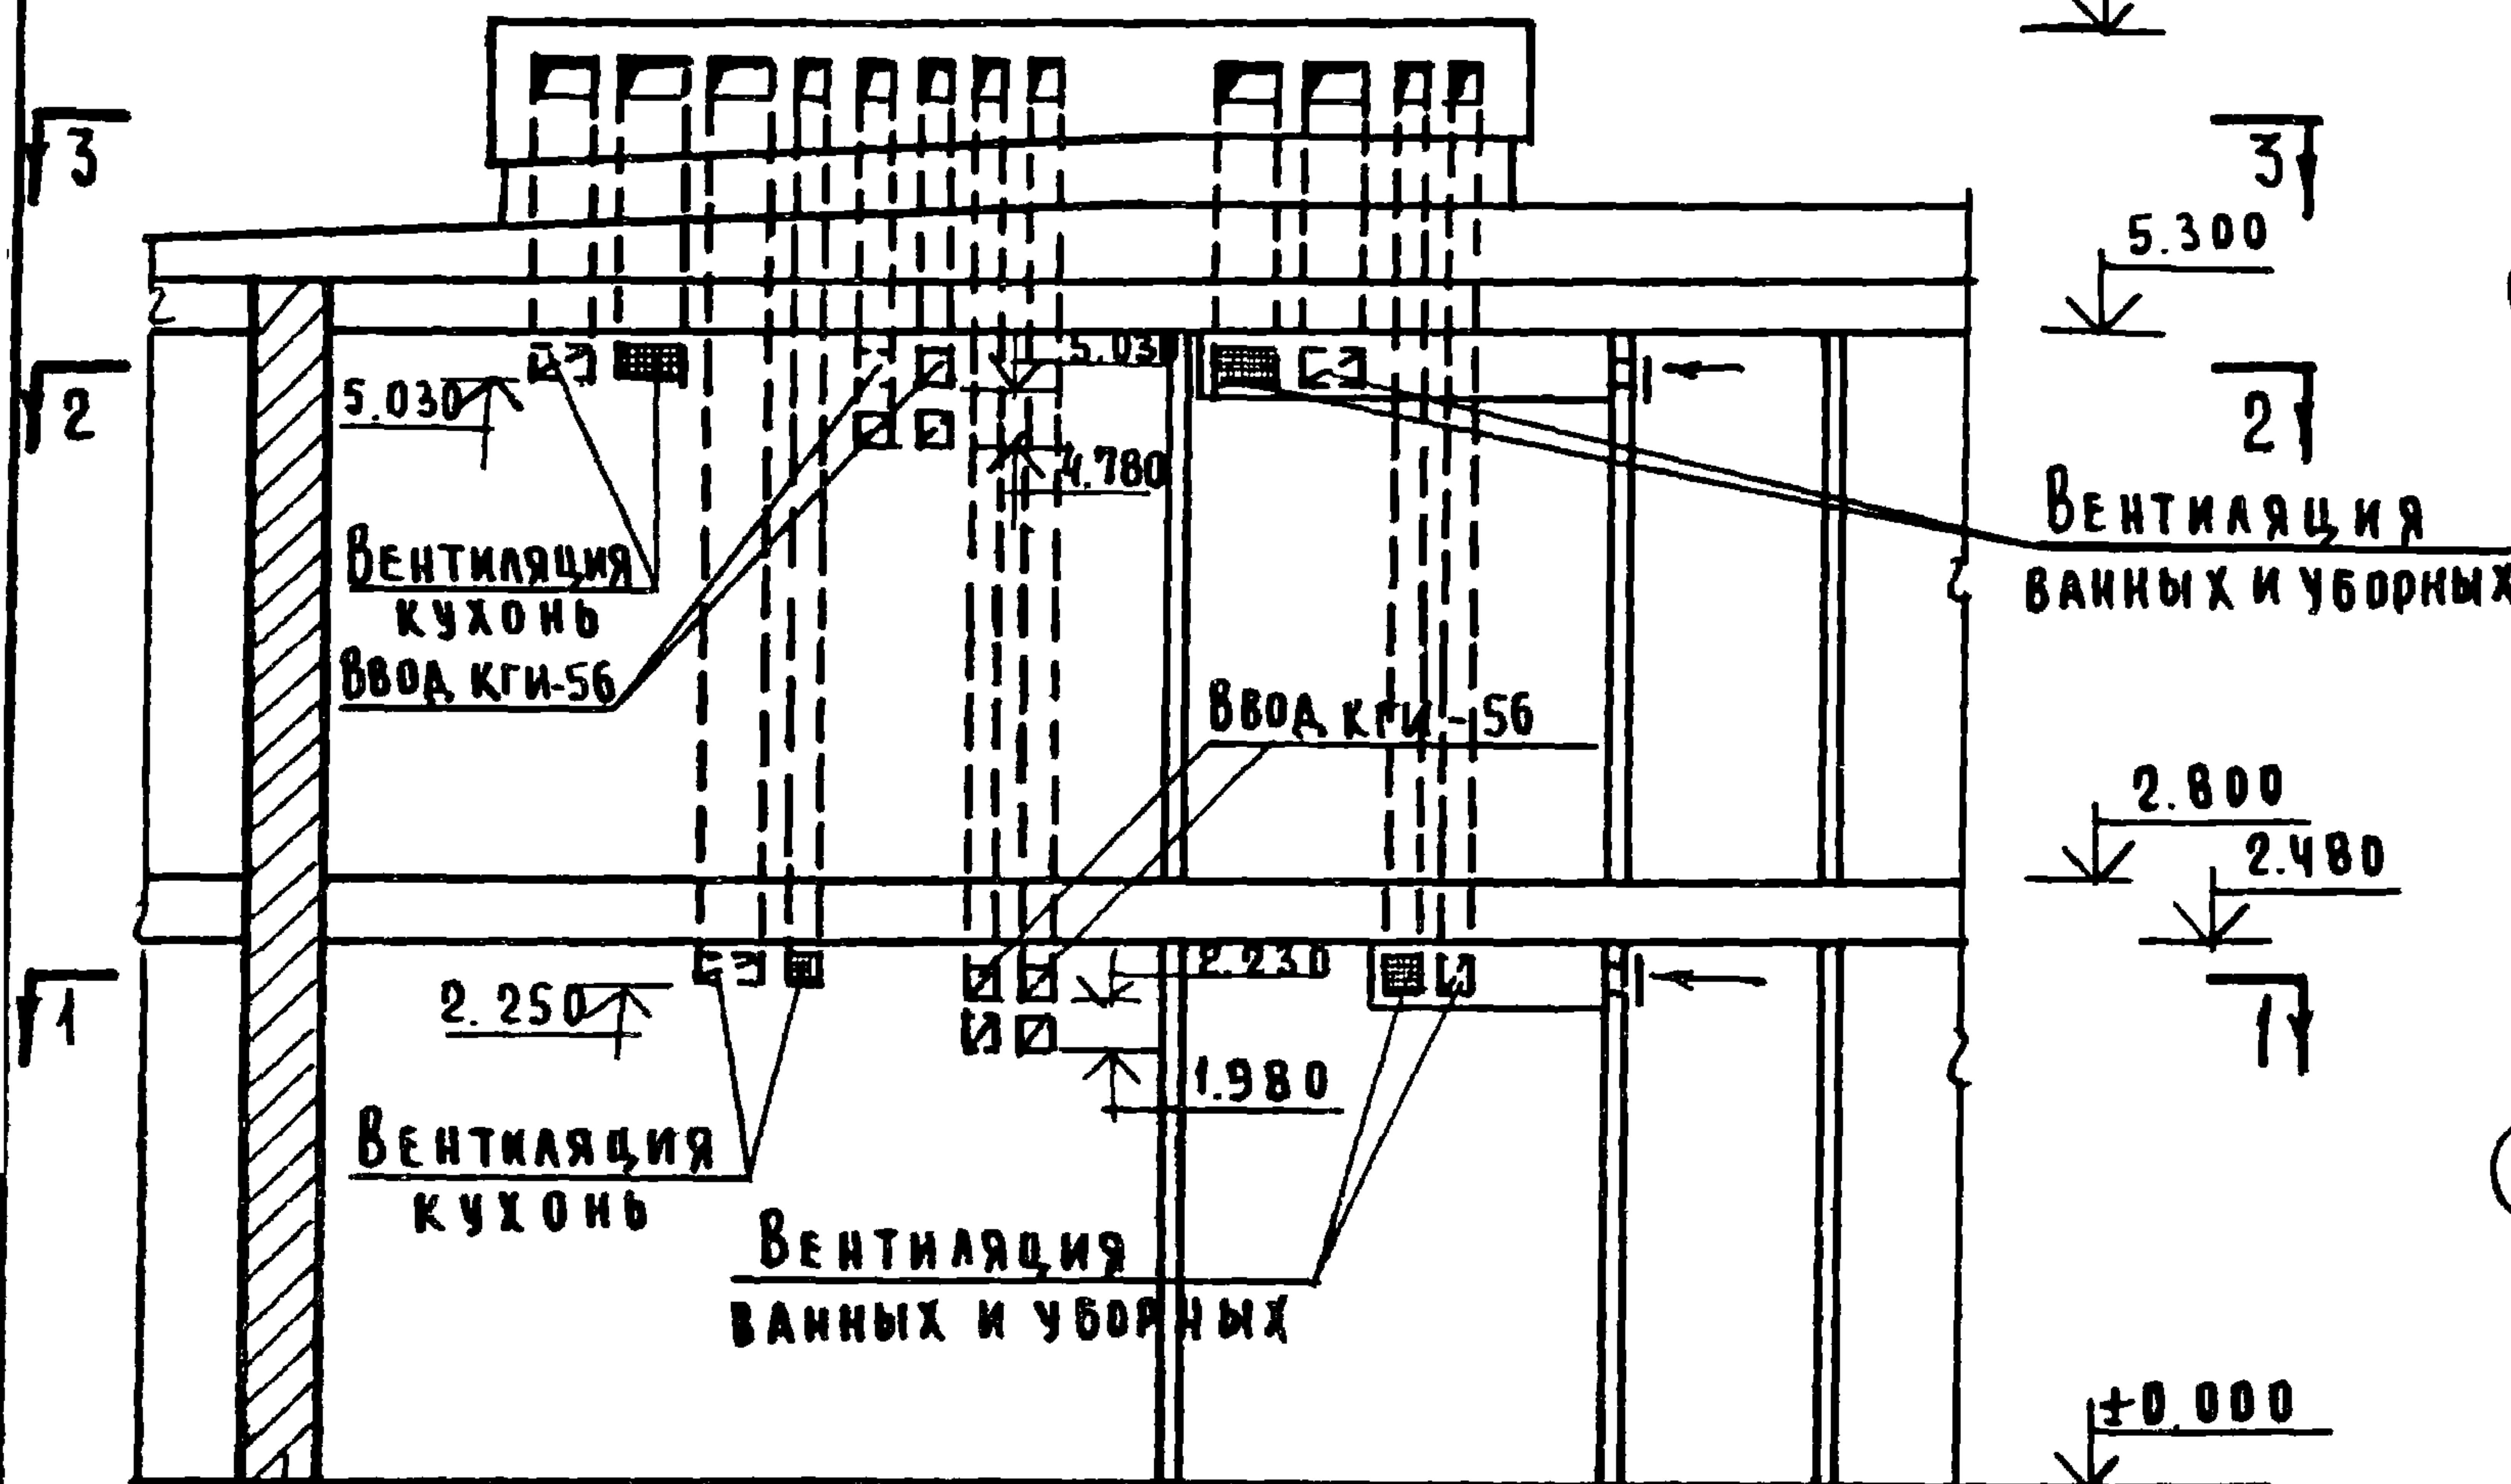 3
3
5.300
5.03
2
5.030
2
4.780
ВЕНТИЛЯЦИЯ
ВАННЫХ И УБОРНЫХ
ВЕНТИЛЯЦИЯ
КУХОНЬ
ВВОД КГИ-56
ВВОД КГИ-56
2.800
2.480
2.230
1
2.250
1
1.980
ВЕНТИЛЯЦИЯ
КУХОНЬ
ВЕНТИЛЯЦИЯ
ВАННЫХ И УБОРНЫХ
±0.000